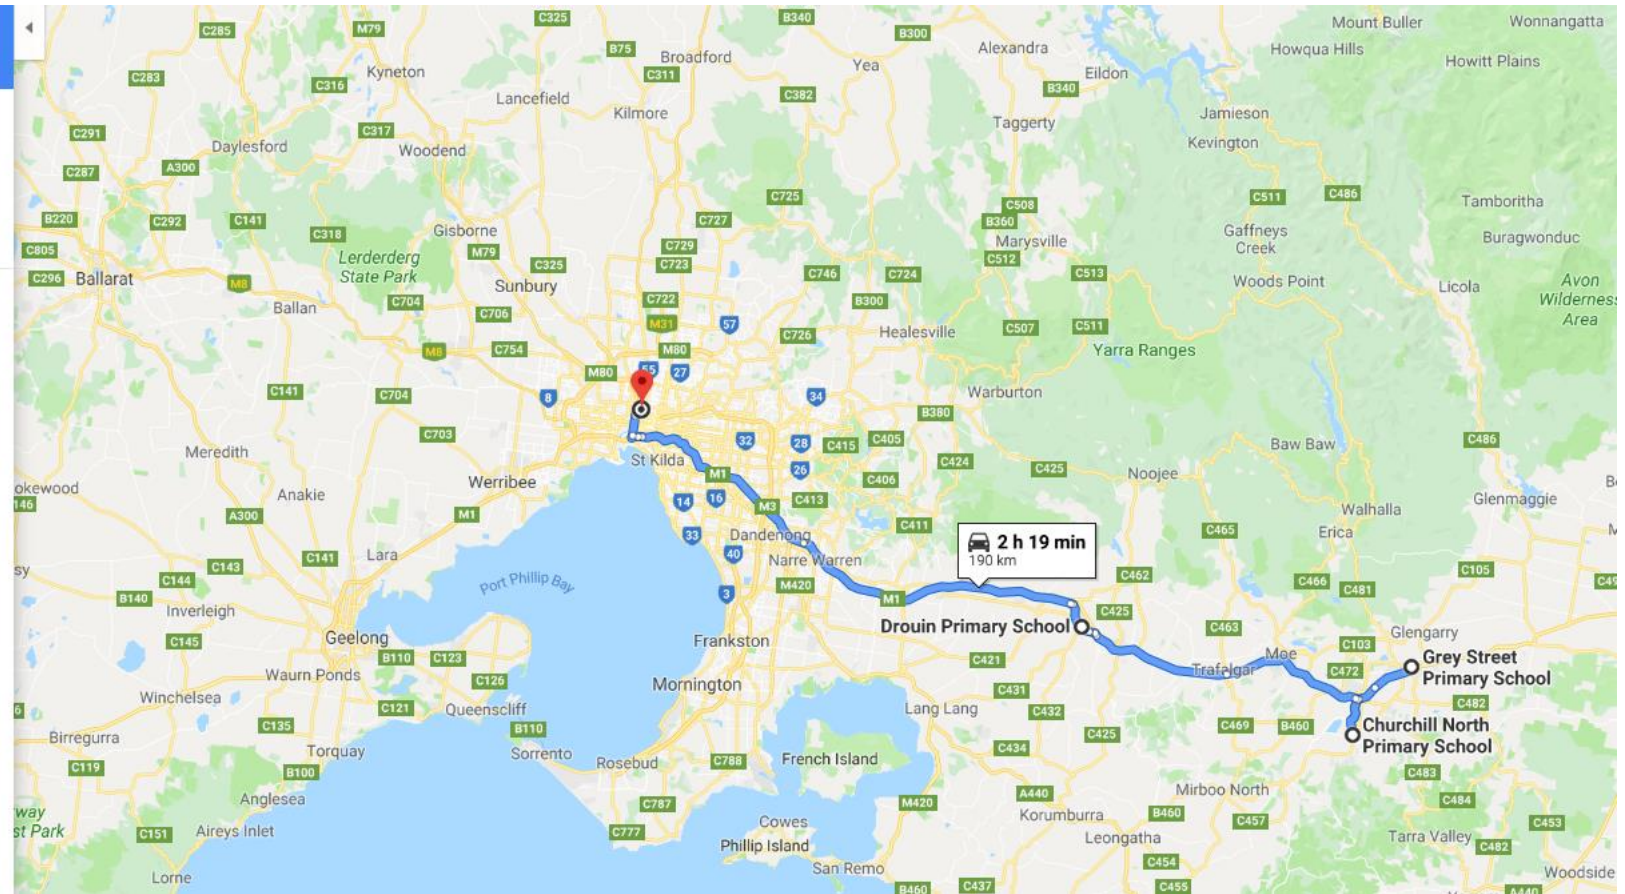 C325
B340
C285
M79
B300
Mount Buller
Wonnangatta
B75
Broadford
Alexandra
Howqua Hills
Howitt Plains
Yea
Kyneton
C311
Eildon
C283
C316
B340
Lancefield
C382
Kilmore
Jamieson
Taggerty
C291
C317
Kevington
Daylesford
Woodend
A300
C287
C725
C511
C486
Tamboritha
C508
B220
C292
C141
C727
B360
Gisborne
C318
Marysville
Gaffneys
Creek
Buragwonduc
C805
C729
M79
Lerderderg
State Park
C512
C325
C723
C746
C724
C513
C296
Ballarat
M8
Sunbury
Woods Point
Licola
Avon
Wilderness
Area
C704
C722
B300
Ballan
C706
M31
57
C507
C511
C726
Healesville
M8
C754
M80
Yarra Ranges
M80
55
27
C141
C704
8
34
Warburton
B380
C703
32
28
C415
C405
C486
Baw Baw
Meredith
St Kilda
C424
C425
26
Noojee
M1
C406
Werribee
okewood
146
Anakie
14
16
C413
Glenmaggie
M3
Walhalla
A300
M1
C411
C465
Erica
33
Dandenong
2 h 19 min
190 km
Lara
C141
40
Narre Warren
sy
C143
C144
Port Phillip Bay
C462
C466
C105
C481
M420
3
B140
M1
Inverleigh
C425
Drouin Primary School
C463
Geelong
Frankston
Glengarry
C145
C103
B110
C123
C421
Moe
Grey Street
Primary School
Trafalgar
C472
Waurn Ponds
C126
Mornington
C431
Winchelsea
C482
C121
Queenscliff
Lang Lang
C432
C135
B110
C469
B460
Churchill North
Primary School
Birregurra
C425
Torquay
Sorrento
C434
C119
Rosebud
C788
French Island
B100
C483
Mirboo North
Anglesea
C787
M420
A440
C484
way
st Park
Korumburra
B460
C151
Aireys Inlet
C777
Cowes
C457
C453
Leongatha
Tarra Valley
C482
Phillip Island
C454
San Remo
Woodside
Lorne
B460
C437
C455
A440